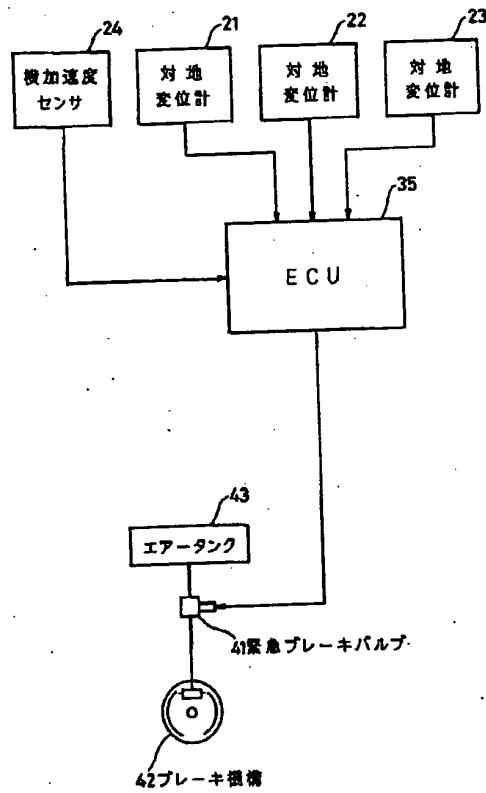 24
21
22
23
横加速度
センサ
対地
変位計
対地
変位計
対地
変位計
35
ECU
43
エアータンク
41緊急ブレーキバルブ
42ブレーキ機構